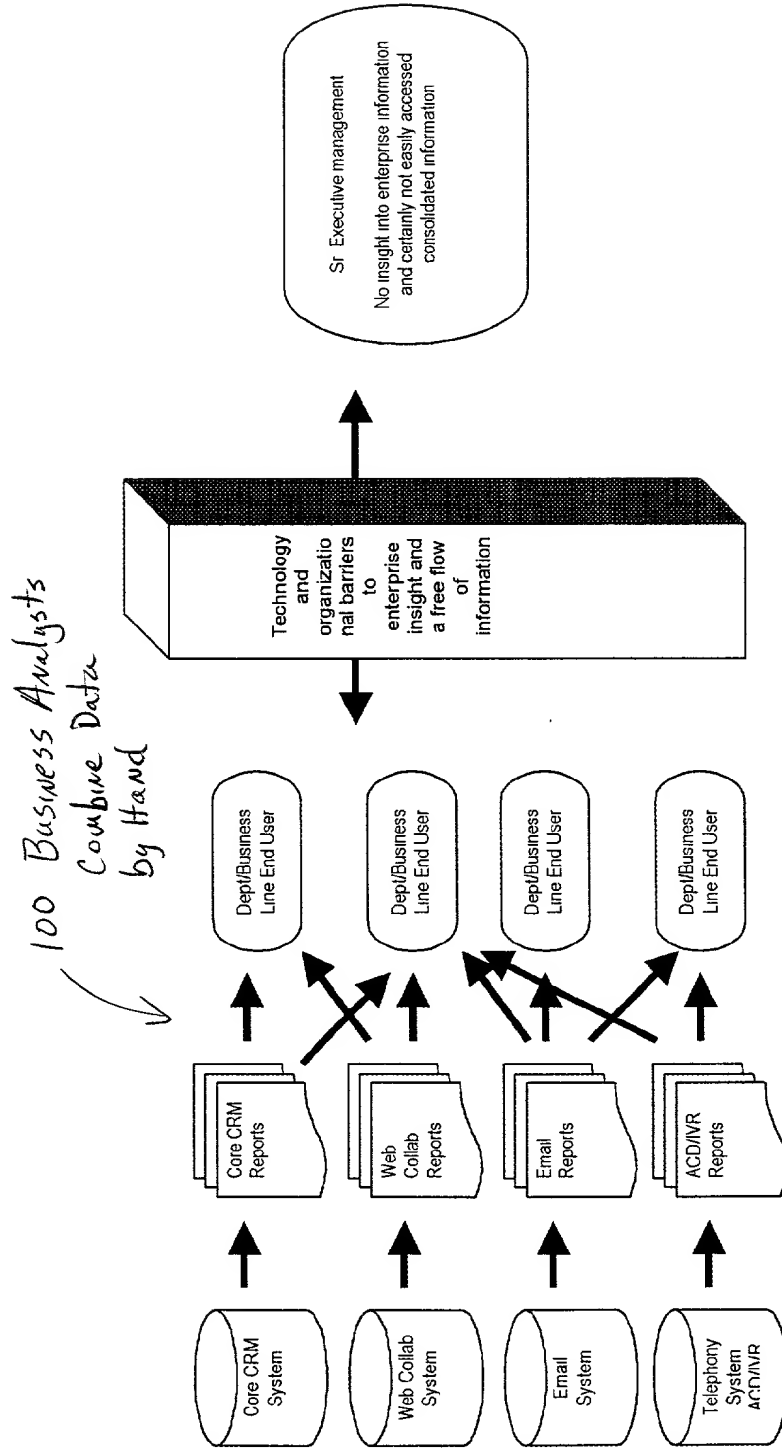 100 Business Analysts
Combine Data
by Hand
Core CRM
System
Core CRM
Reports
Dept/Business
Line End User
Web Collab
System
Web
Collab
Reports
Dept/Business
Line End User
Email
System
Email
Reports
Dept/Business
Line End User
Telephony
System
ACD/IVR
ACD/IVR
Reports
Dept/Business
Line End User
Technology
and
organizatio
nal barriers
to
enterprise
insight and
a free flow
of
information
Sr Executive management
No insight into enterprise information
and certainly not easily accessed
consolidated information